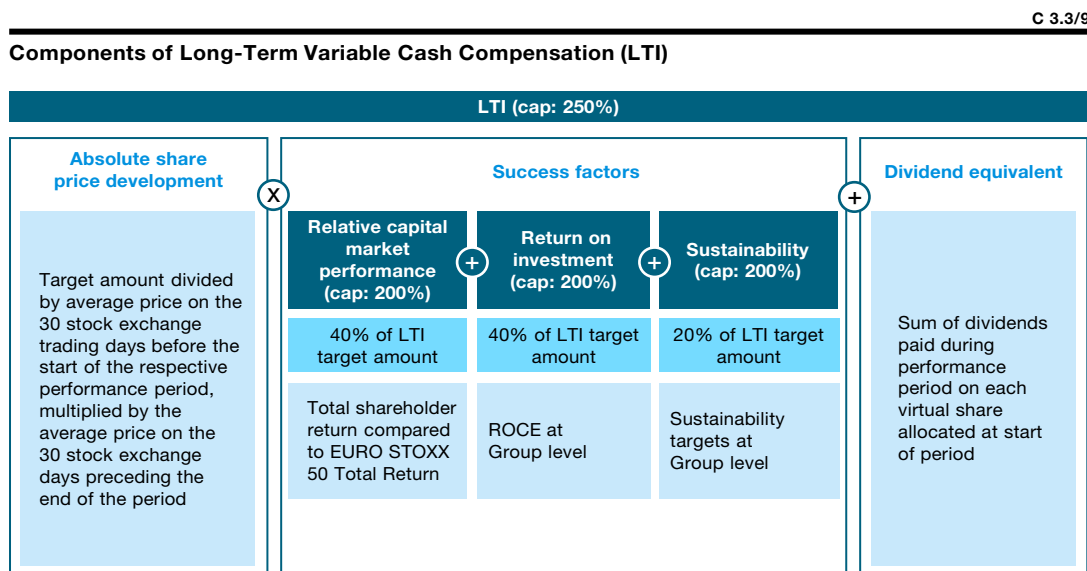 C 3.3/9
Components of Long-Term Variable Cash Compensation (LTI)
LTI (cap: 250%)
Absolute share
price development
Target amount divided
by average price on the
30 stock exchange
trading days before the
start of the respective
performance period,
multiplied by the
average price on the
30 stock exchange
days preceding the
end of the period
X
Success factors
Relative capital
market
performance
(cap: 200%)
+
Return on
investment
(cap: 200%)
+
Sustainability
(cap: 200%)
40% of LTI
target amount
40% of LTI target
amount
20% of LTI target
amount
Total shareholder
return compared
to EURO STOXX
50 Total Return
ROCE at
Group level
Sustainability
targets at
Group level
+
Dividend equivalent
Sum of dividends
paid during
performance
period on each
virtual share
allocated at start
of period